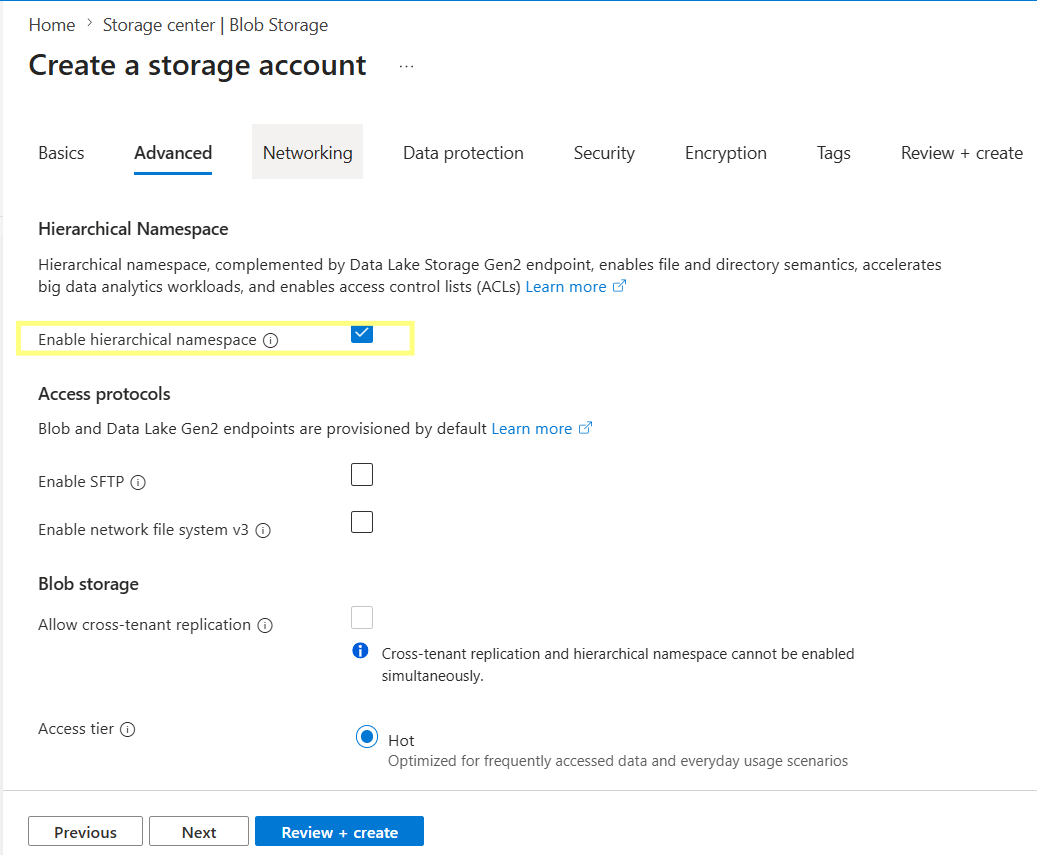 Home > Storage center | Blob Storage
Create a storage account ...
Basics Advanced Networking Data protection Security Encryption Tags Review + create
Hierarchical Namespace
Hierarchical namespace, complemented by Data Lake Storage Gen2 endpoint, enables file and directory semantics, accelerates
big data analytics workloads, and enables access control lists (ACLs) Learn more
Enable hierarchical namespace
Access protocols
Blob and Data Lake Gen2 endpoints are provisioned by default Learn more
Enable SFTP
Enable network file system v3
Blob storage
Allow cross-tenant replication
Cross-tenant replication and hierarchical namespace cannot be enabled
simultaneously.
Access tier
Hot
Optimized for frequently accessed data and everyday usage scenarios
Previous Next Review + create